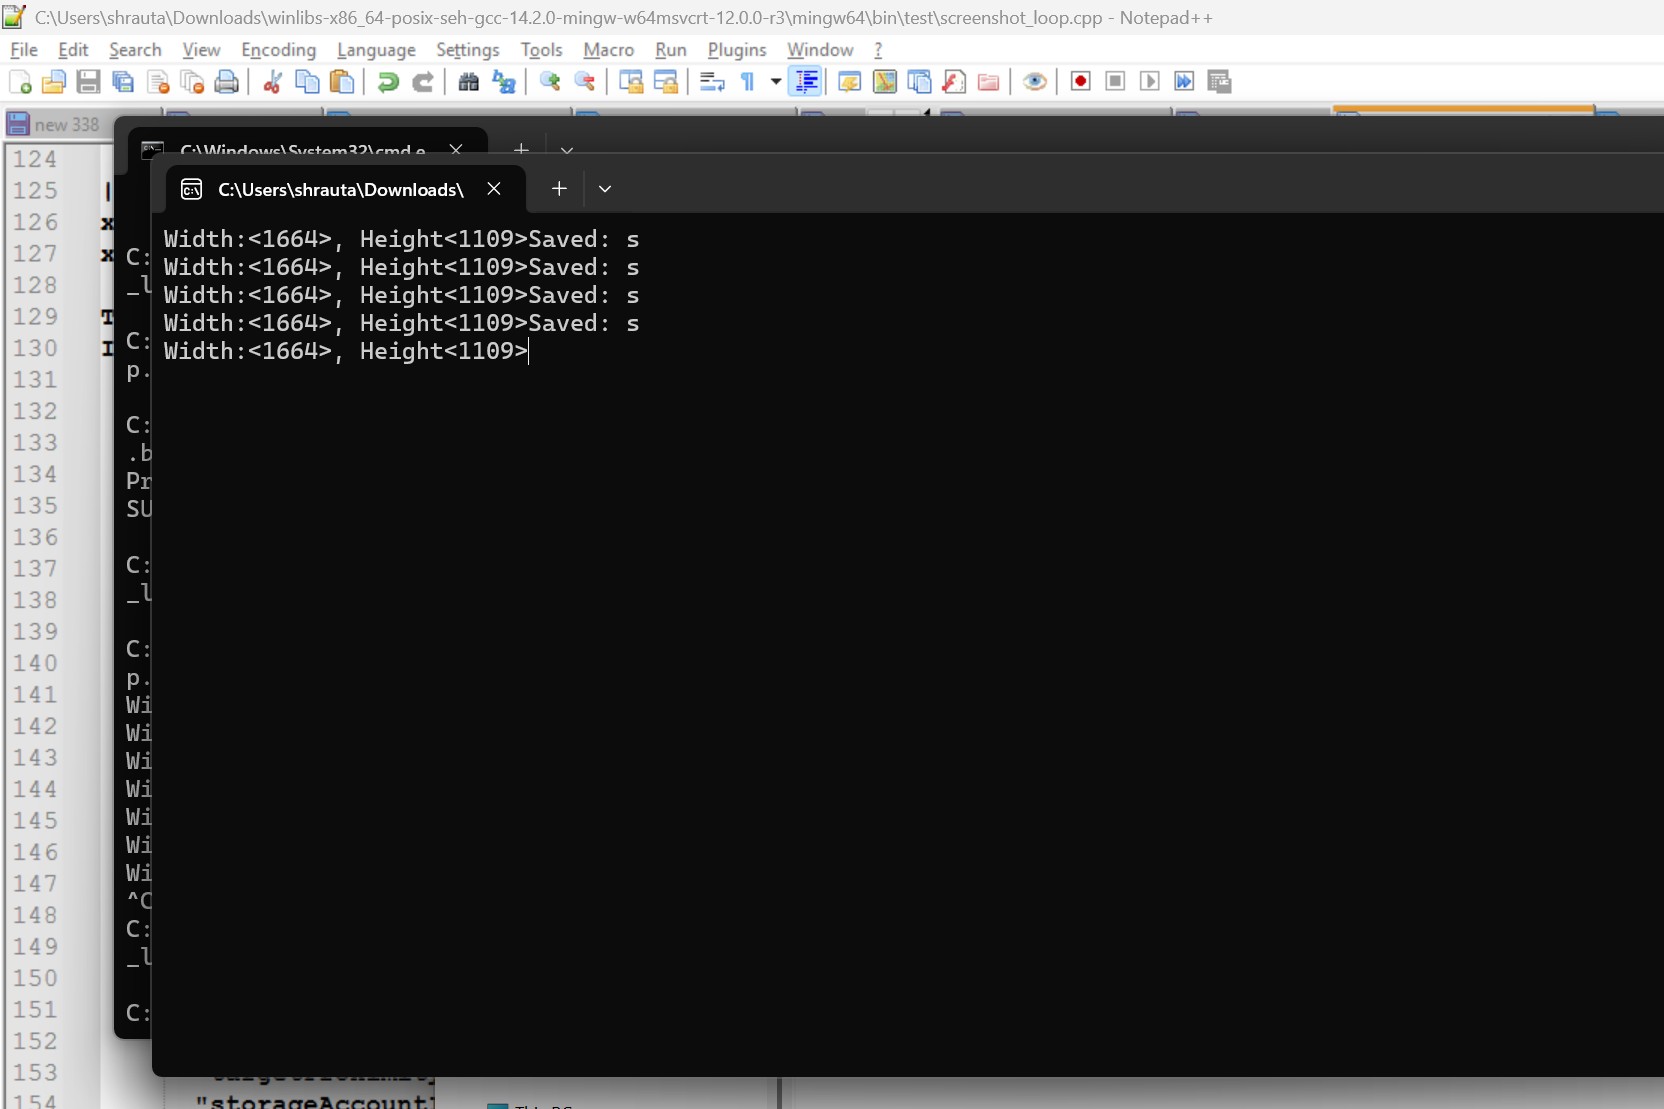 C:\Users\shrauta\Downloads\winlibs-x86_64-posix-seh-gcc-14.2.0-mingw-w64msvcrt-12.0.0-r3\mingw64\bin\test\screenshot_loop.cpp - Notepad++
File Edit Search View Encoding Language Settings Tools Macro Run Plugins Window ?
new 338
C:\Windows\System32\cmd.e
C:\Users\shrauta\Downloads\
Width:<1664>, Height<1109>Saved: s
Width:<1664>, Height<1109>Saved: s
Width:<1664>, Height<1109>Saved: s
Width:<1664>, Height<1109>Saved: s
Width:<1664>, Height<1109>
124
125 |
126 x
127 x
128
129 T
130 I
131
132
133
134
135
136
137
138
139
140
141
142
143
144
145
146
147
148
149
150
151
152
153
154
C:
_l
C:
p.
C:
.b
Pr
SU
C:
_l
C:
p.
Wi
Wi
Wi
Wi
Wi
Wi
Wi
^C
C:
_l
C:
"storageAccount
This PC